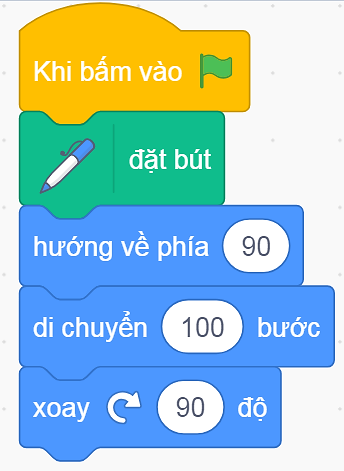 Khi bấm vào
đặt bút
hướng về phía 90
di chuyển 100 bước
xoay 90 độ